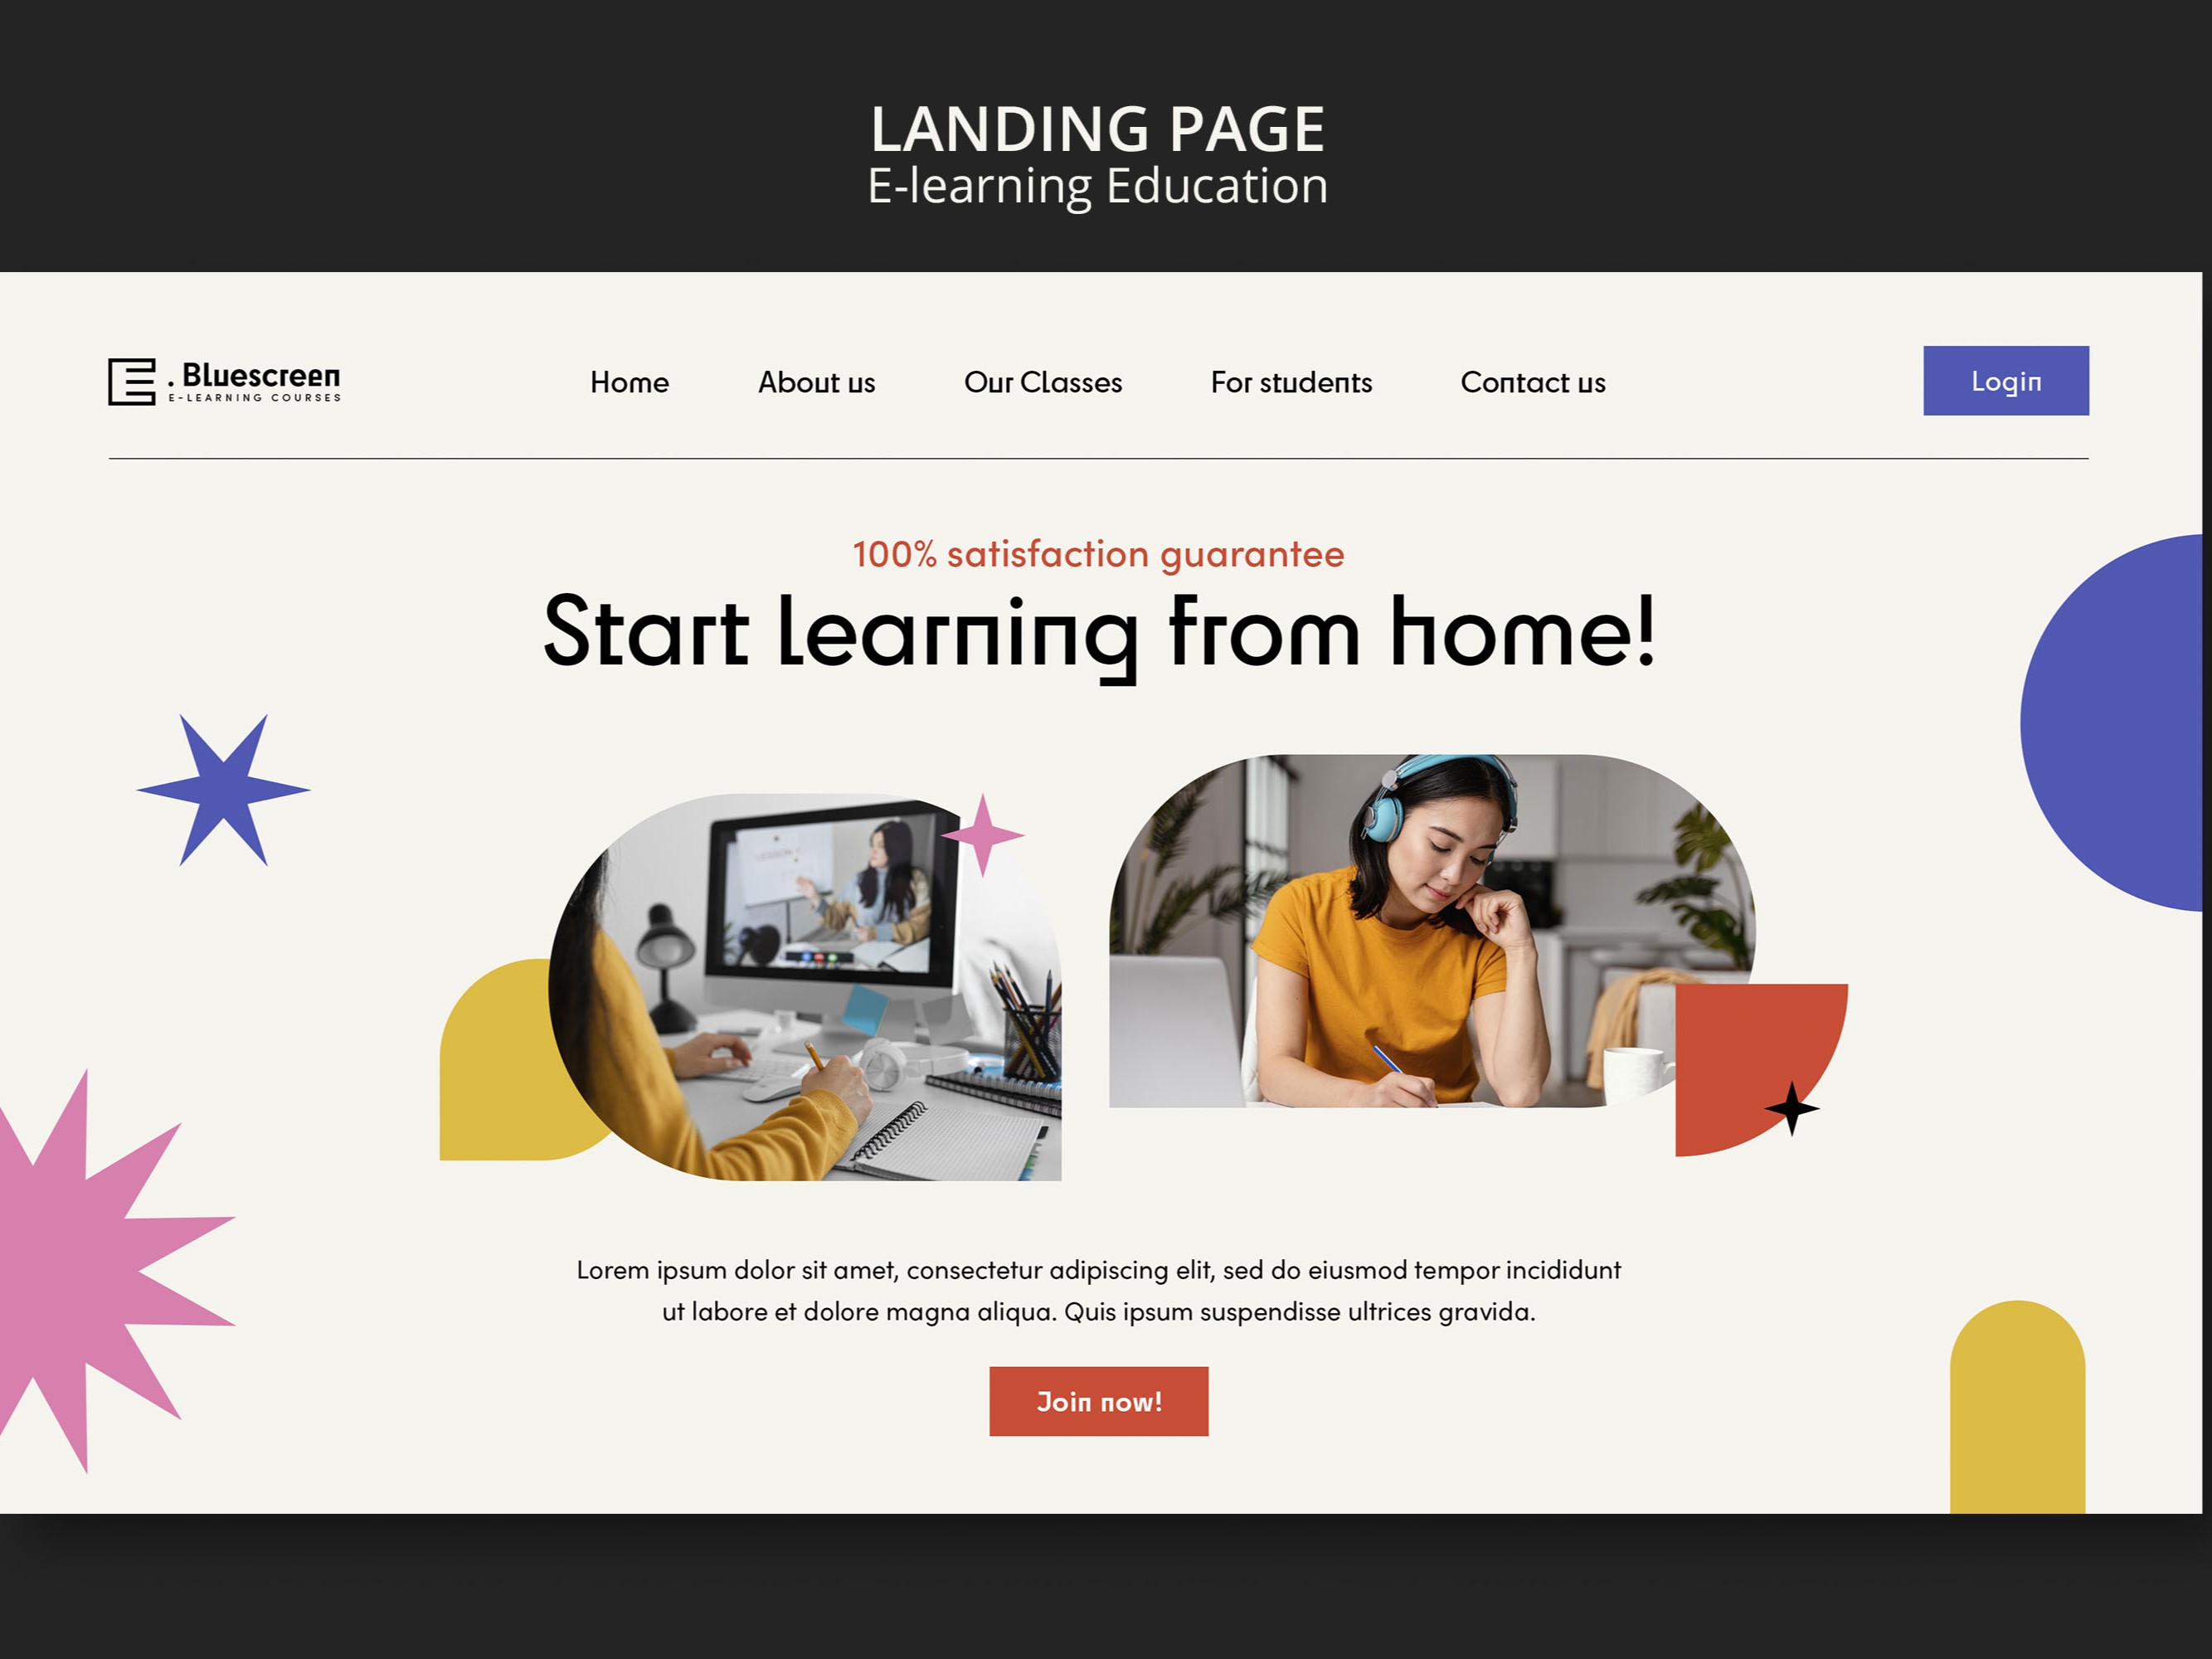 LANDING PAGE
E-learning Education
. Bluescreen
E-LEARNING COURSES
Home
About us
Our Classes
For students
Contact us
Login
100% satisfaction guarantee
Start learning from home!
Lorem ipsum dolor sit amet, consectetur adipiscing elit, sed do eiusmod tempor incididunt
ut labore et dolore magna aliqua. Quis ipsum suspendisse ultrices gravida.
Join now!